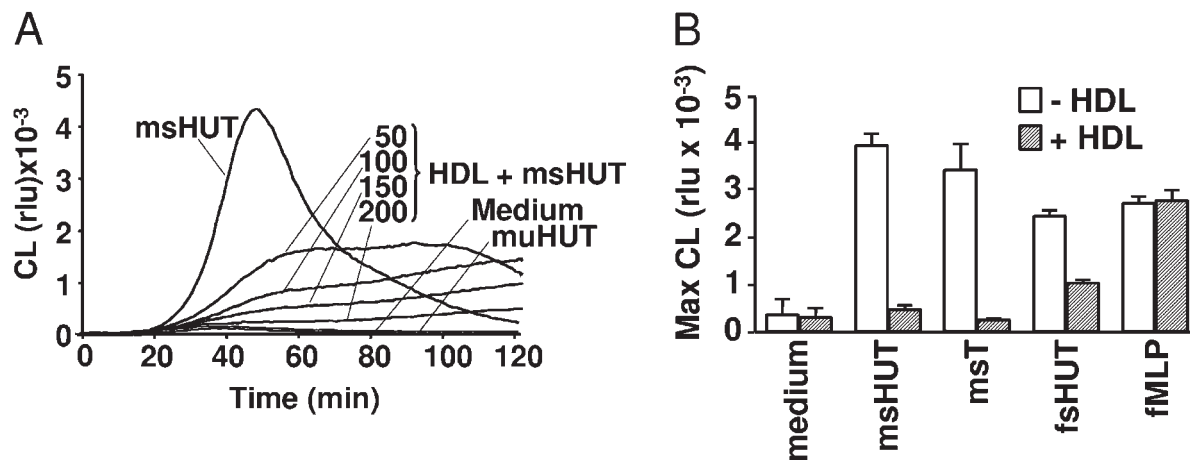 A
CL (rlu)x10-3
5
4
3
2
1
0
msHUT
50
100
150
200
HDL + msHUT
Medium
muHUT
0 20 40 60 80 100 120
Time (min)
B
Max CL (rlu x 10-3)
5
4
3
2
1
0
- HDL
+ HDL
medium
msHUT
msT
fsHUT
fMLP